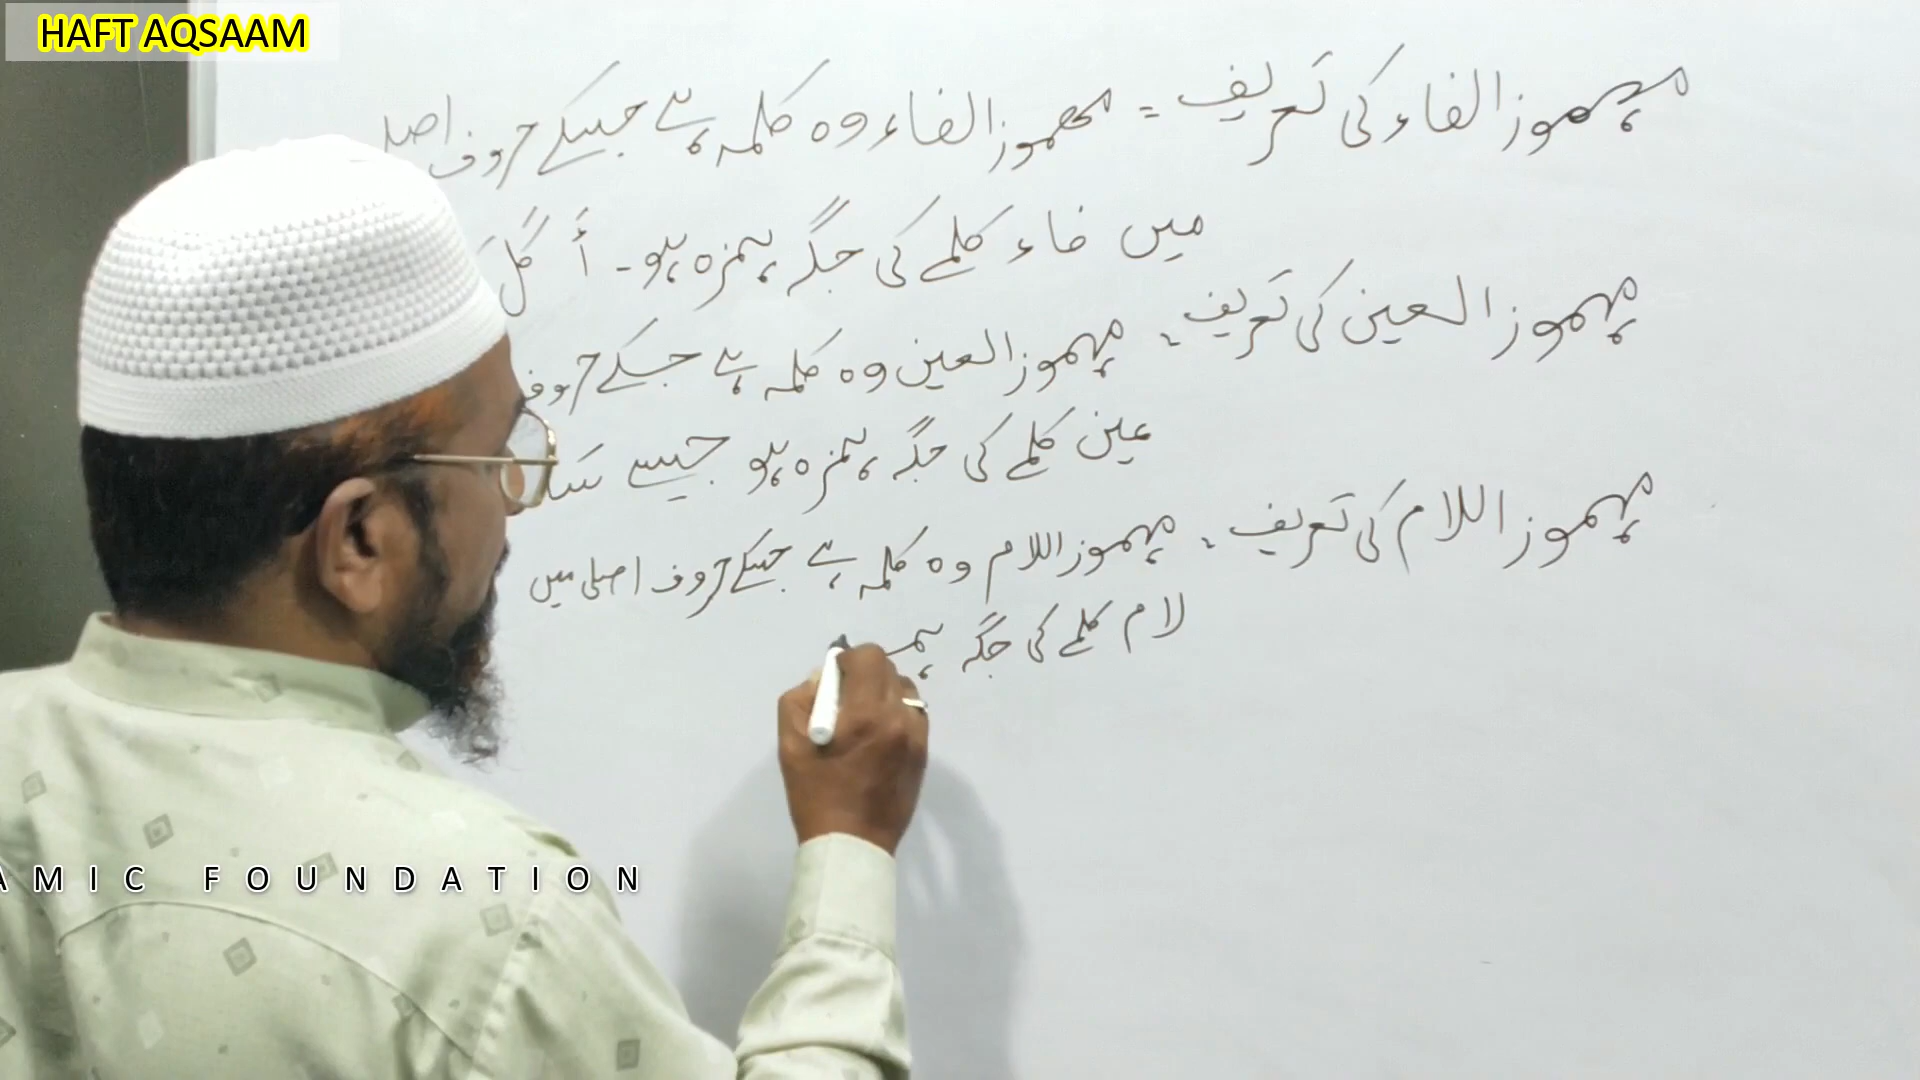 HAFT AQSAAM
مہموز الفاء کی تعریف = مھموز الفاء وہ کلمہ ہے جسکے حروف
میں فاء کلمے کی جگہ ہمزہ ہو - أ کَلَ
مہموز العین کی تعریف = مہموز العین وہ کلمہ ہے جسکے حروف
عین کلمے کی جگہ ہمزہ ہو جیسے
مہموز اللام کی تعریف = مہموز اللام وہ کلمہ ہے جسکے حروف اصلی میں
لام کلمے کی جگہ
AMIC FOUNDATION